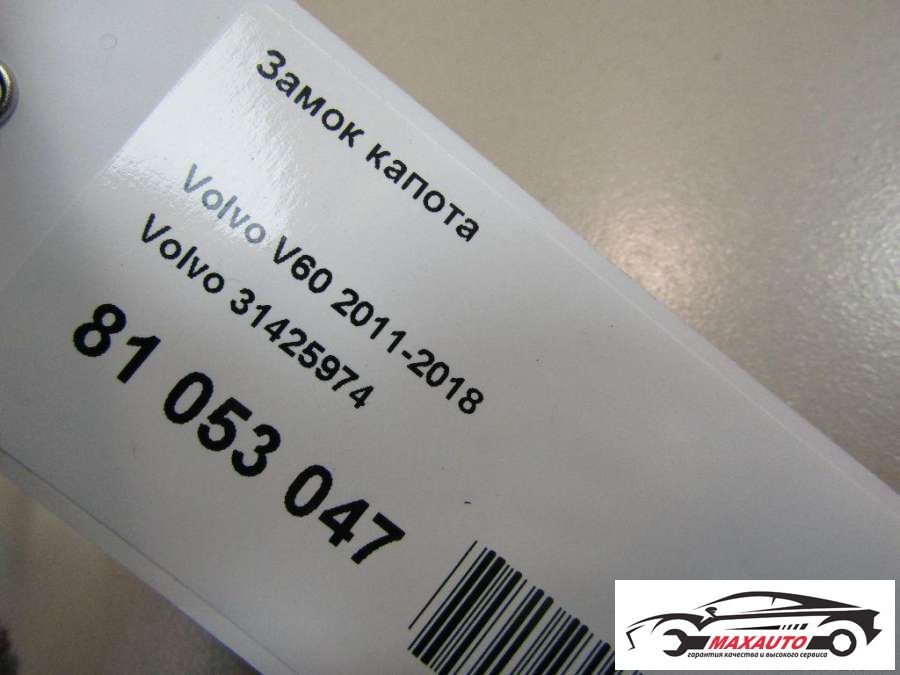 Замок капота
Volvo V60 2011-2018
Volvo 31425974
81 053 047
MAXAUTO
гарантия качества и высокого сервиса